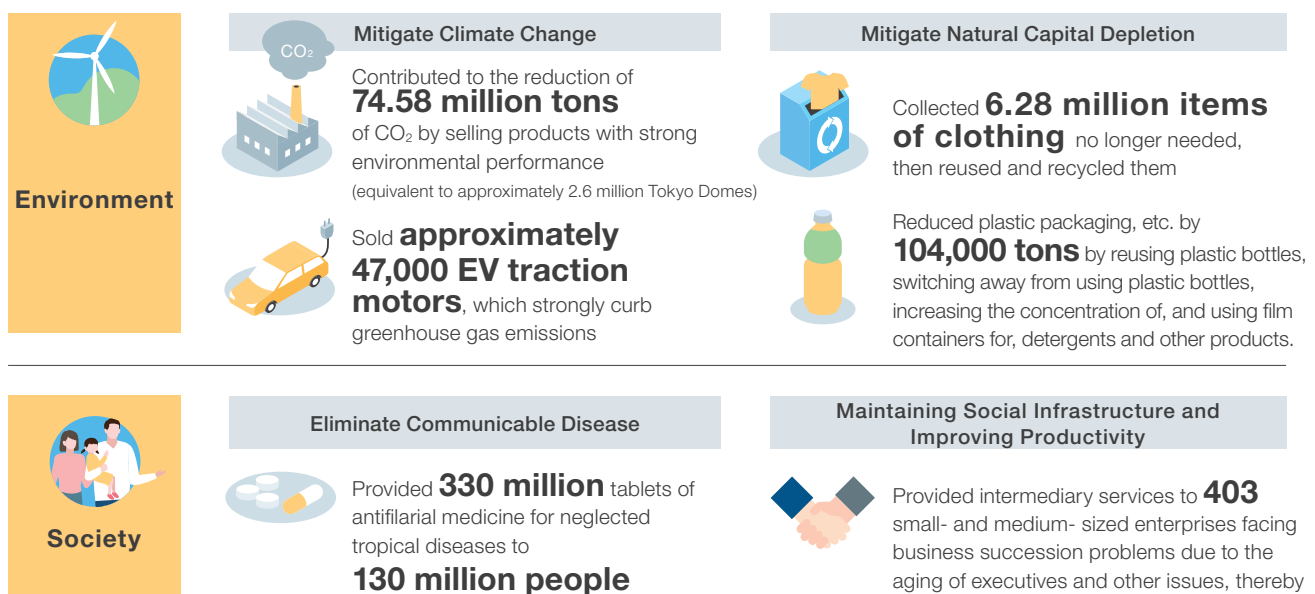 Environment
Mitigate Climate Change
CO₂
Contributed to the reduction of
74.58 million tons
of CO₂ by selling products with strong
environmental performance
(equivalent to approximately 2.6 million Tokyo Domes)
Sold approximately
47,000 EV traction
motors, which strongly curb
greenhouse gas emissions
Mitigate Natural Capital Depletion
Collected 6.28 million items
of clothing no longer needed,
then reused and recycled them
Reduced plastic packaging, etc. by
104,000 tons by reusing plastic bottles,
switching away from using plastic bottles,
increasing the concentration of, and using film
containers for, detergents and other products.
Society
Eliminate Communicable Disease
Provided 330 million tablets of
antifilarial medicine for neglected
tropical diseases to
130 million people
Maintaining Social Infrastructure and
Improving Productivity
Provided intermediary services to 403
small- and medium- sized enterprises facing
business succession problems due to the
aging of executives and other issues, thereby